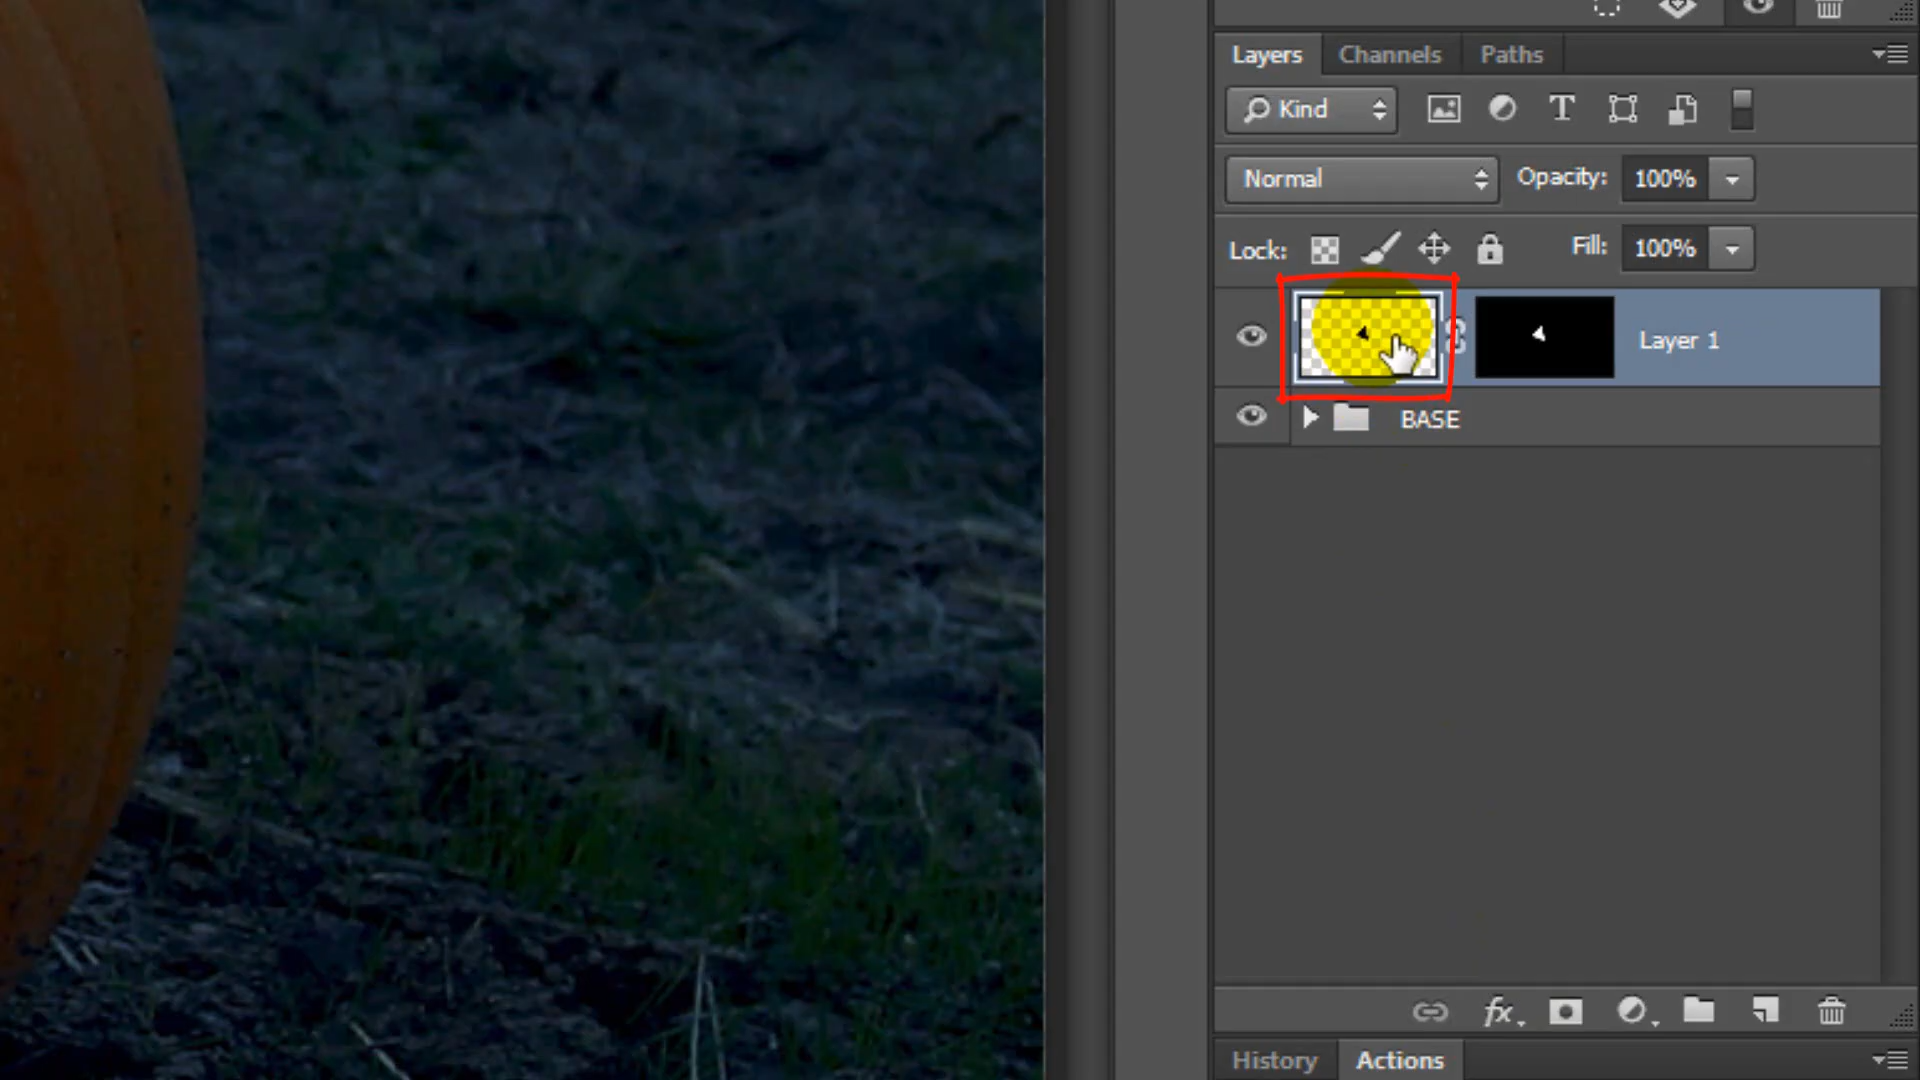 Layers Channels Paths
Kind T
Normal Opacity: 100%
Lock: Fill: 100%
Layer 1
BASE
fx
History Actions